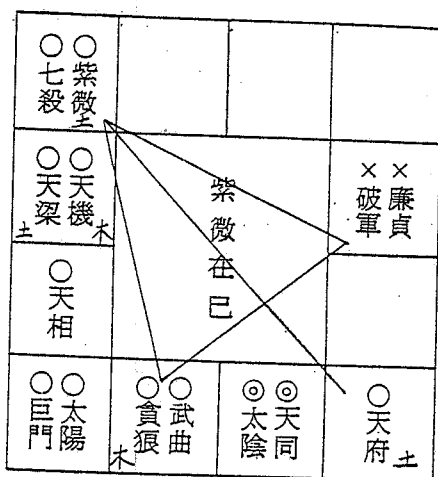 ○紫微土
○七殺
○天機木
○天梁土
×廉貞
×破軍
紫微在巳
○天相
○太陽
○巨門
○武曲
○貪狼木
◎天同
◎太陰
○天府土